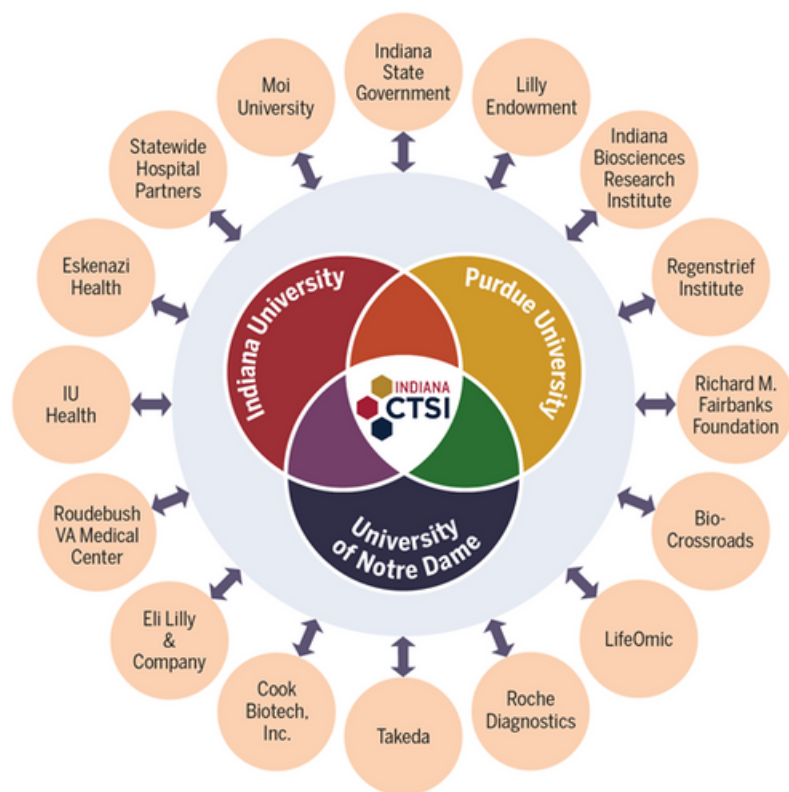 Indiana
State
Government
Lilly
Endowment
Indiana
Biosciences
Research
Institute
Regenstrief
Institute
Richard M.
Fairbanks
Foundation
Bio-
Crossroads
LifeOmic
Roche
Diagnostics
Takeda
Cook
Biotech,
Inc.
Eli Lilly
&
Company
Roudebush
VA Medical
Center
IU
Health
Eskenazi
Health
Statewide
Hospital
Partners
Moi
University
Indiana University
Purdue University
University
of Notre Dame
INDIANA
CTSI